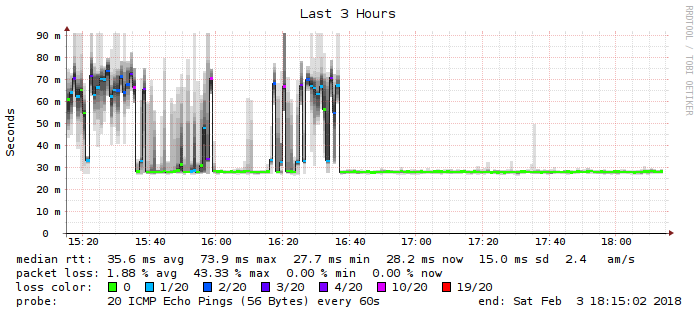 Last 3 Hours
RRDTOOL / TOBI OETIKER
Seconds
90 m
80 m
70 m
60 m
50 m
40 m
30 m
20 m
10 m
0
15:20 15:40 16:00 16:20 16:40 17:00 17:20 17:40 18:00
median rtt: 35.6 ms avg 73.9 ms max 27.7 ms min 28.2 ms now 15.0 ms sd 2.4 am/s
packet loss: 1.88 % avg 43.33 % max 0.00 % min 0.00 % now
loss color: 0 1/20 2/20 3/20 4/20 10/20 19/20
probe: 20 ICMP Echo Pings (56 Bytes) every 60s end: Sat Feb 3 18:15:02 2018